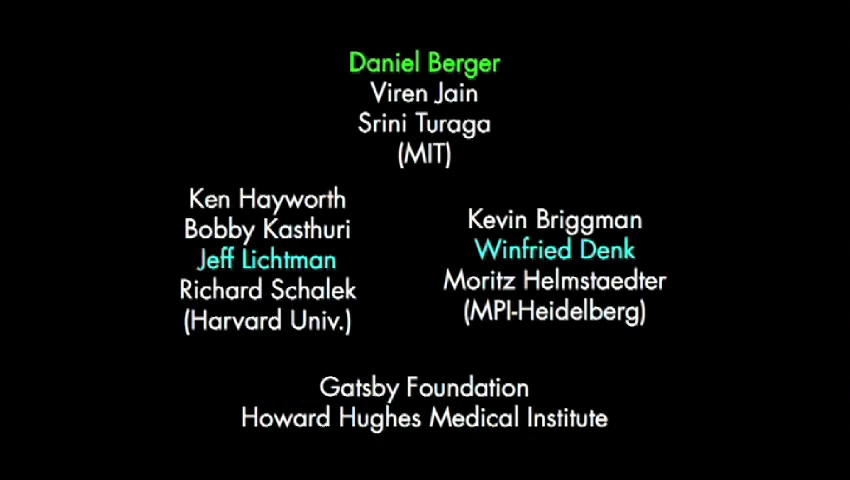 Daniel Berger
Viren Jain
Srini Turaga
(MIT)
Ken Hayworth
Bobby Kasthuri
Jeff Lichtman
Richard Schalek
(Harvard Univ.)
Kevin Briggman
Winfried Denk
Moritz Helmstaedter
(MPI-Heidelberg)
Gatsby Foundation
Howard Hughes Medical Institute